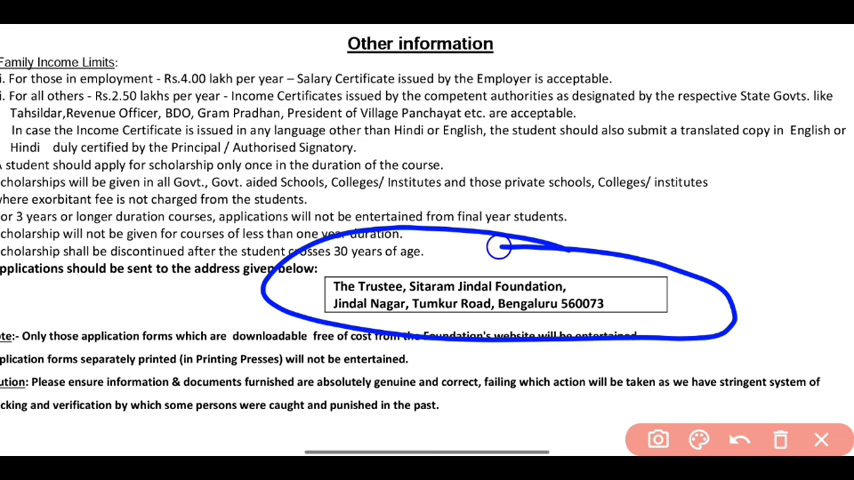 Other information
Family Income Limits:
i. For those in employment - Rs.4.00 lakh per year – Salary Certificate issued by the Employer is acceptable.
i. For all others - Rs.2.50 lakhs per year - Income Certificates issued by the competent authorities as designated by the respective State Govts. like
Tahsildar,Revenue Officer, BDO, Gram Pradhan, President of Village Panchayat etc. are acceptable.
In case the Income Certificate is issued in any language other than Hindi or English, the student should also submit a translated copy in English or
Hindi duly certified by the Principal / Authorised Signatory.
A student should apply for scholarship only once in the duration of the course.
cholarships will be given in all Govt., Govt. aided Schools, Colleges/ Institutes and those private schools, Colleges/ institutes
where exorbitant fee is not charged from the students.
or 3 years or longer duration courses, applications will not be entertained from final year students.
cholarship will not be given for courses of less than one year duration.
cholarship shall be discontinued after the student crosses 30 years of age.
pplications should be sent to the address given below:
The Trustee, Sitaram Jindal Foundation,
Jindal Nagar, Tumkur Road, Bengaluru 560073
ote:- Only those application forms which are downloadable free of cost from the Foundation's website will be entertained
plication forms separately printed (in Printing Presses) will not be entertained.
ution: Please ensure information & documents furnished are absolutely genuine and correct, failing which action will be taken as we have stringent system of
cking and verification by which some persons were caught and punished in the past.